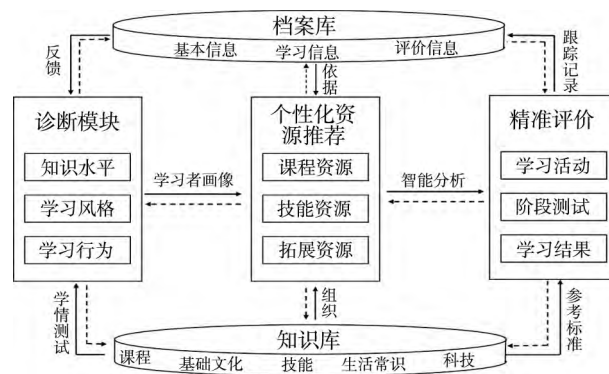 档案库
基本信息 学习信息 评价信息
反馈
依据
跟踪记录
诊断模块
知识水平
学习风格
学习行为
学习者画像
个性化资
源推荐
课程资源
技能资源
拓展资源
智能分析
精准评价
学习活动
阶段测试
学习结果
学情测试
组织
参考标准
知识库
课程 基础文化 技能 生活常识 科技